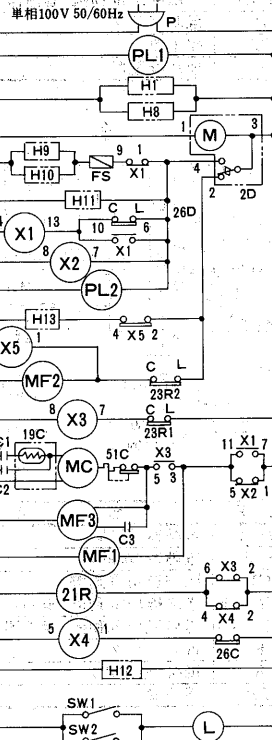 単相100V 50/60Hz P
PL1
H1
H8
1 M 3
H9 9 1 4
H10 FS X1 2 2D
H11
C L 26D
X1 13 10 6
X1
8 X2 7
PL2
H13 4 X5 2
X5 1 C L
MF2 23R2
C L
8 X3 7 23R1
C1 19C 51C X3 11 X1 7
MC 5 3 5 X2 1
C2
MF3 C3
MF1
6 X3 2
21R
4 X4 2
5 X4 1 26C
H12
SW.1
SW2 L